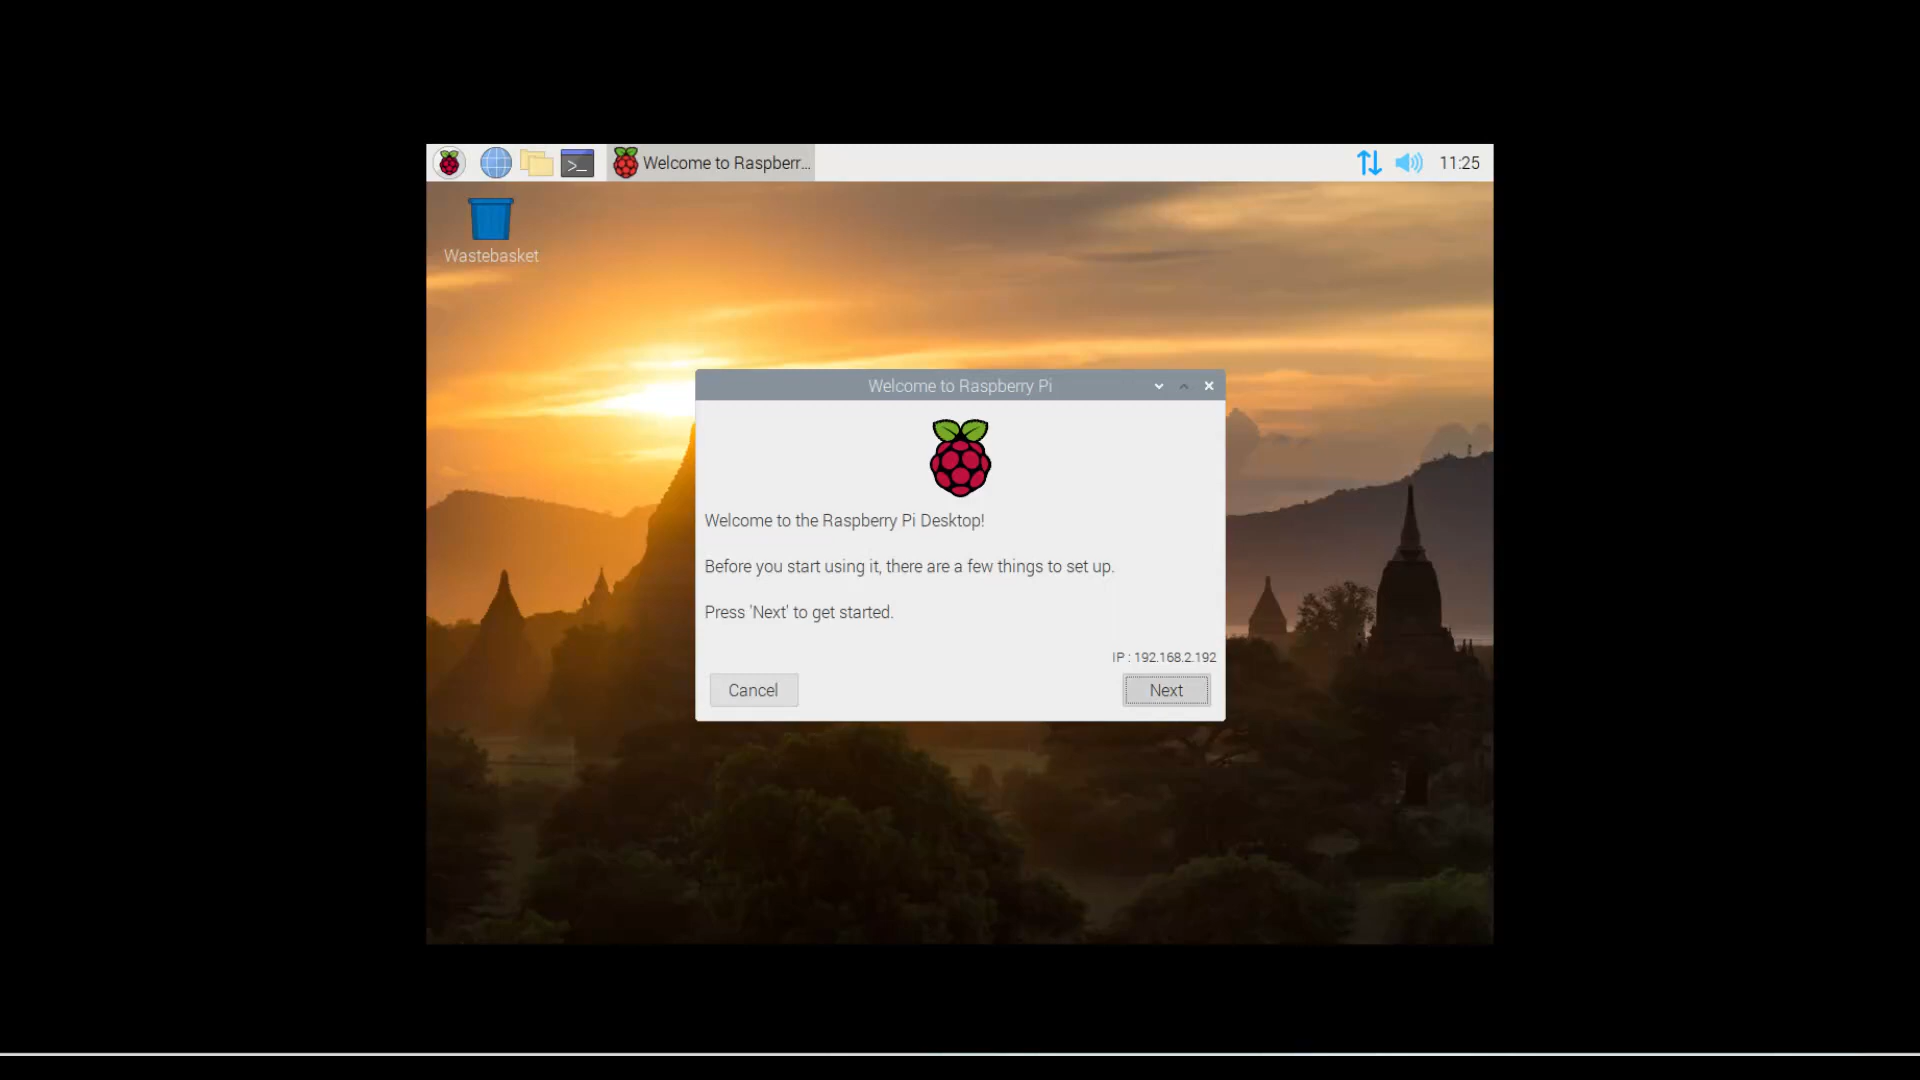 Welcome to Raspberr... 11:25
Wastebasket
Welcome to Raspberry Pi
Welcome to the Raspberry Pi Desktop!
Before you start using it, there are a few things to set up.
Press 'Next' to get started.
IP : 192.168.2.192
Cancel Next